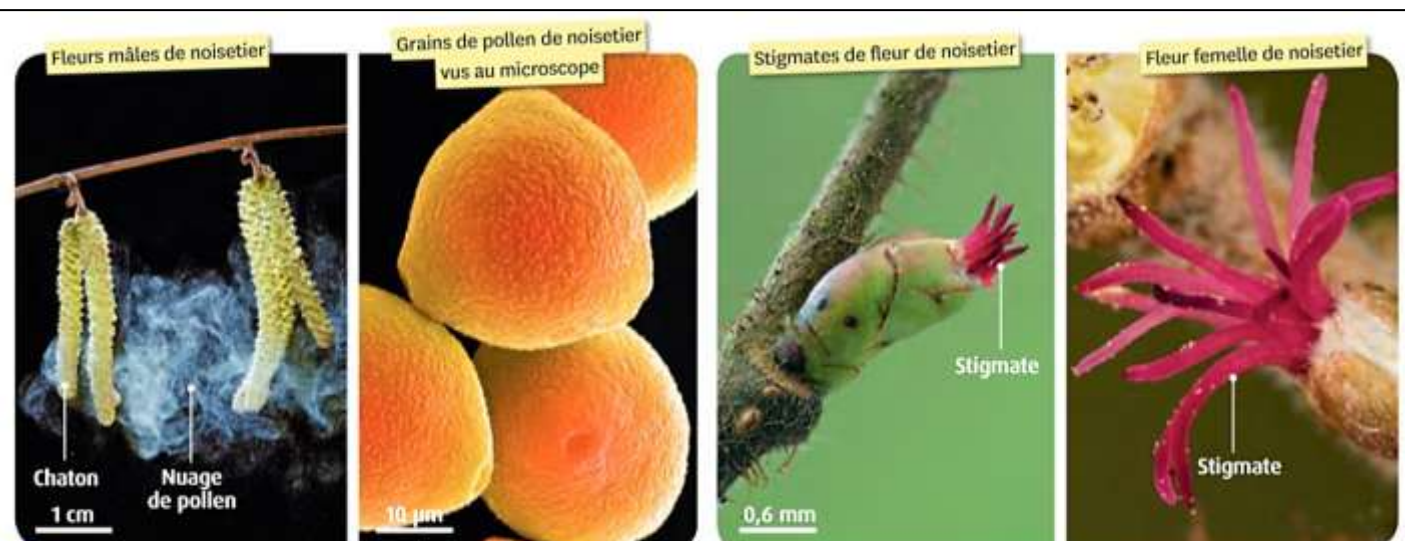 Fleurs mâles de noisetier
Chaton
Nuage
de pollen
1 cm
Grains de pollen de noisetier
vus au microscope
10 µm
Stigmates de fleur de noisetier
Stigmate
0,6 mm
Fleur femelle de noisetier
Stigmate